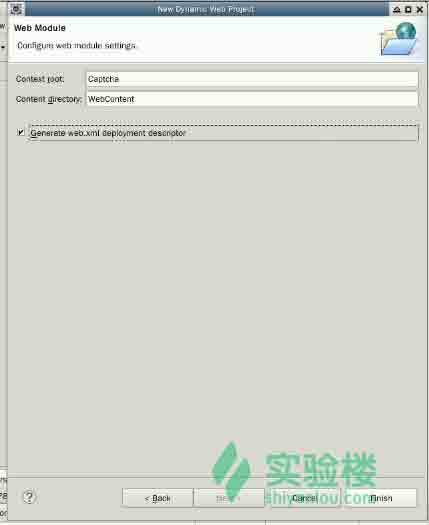 New Dynamic Web Project
Web Module
Configure web module settings.
Context root: Captcha
Content directory: WebContent
Generate web.xml deployment descriptor
实验楼
shiyanlou.com
? < Back Next > Cancel Finish